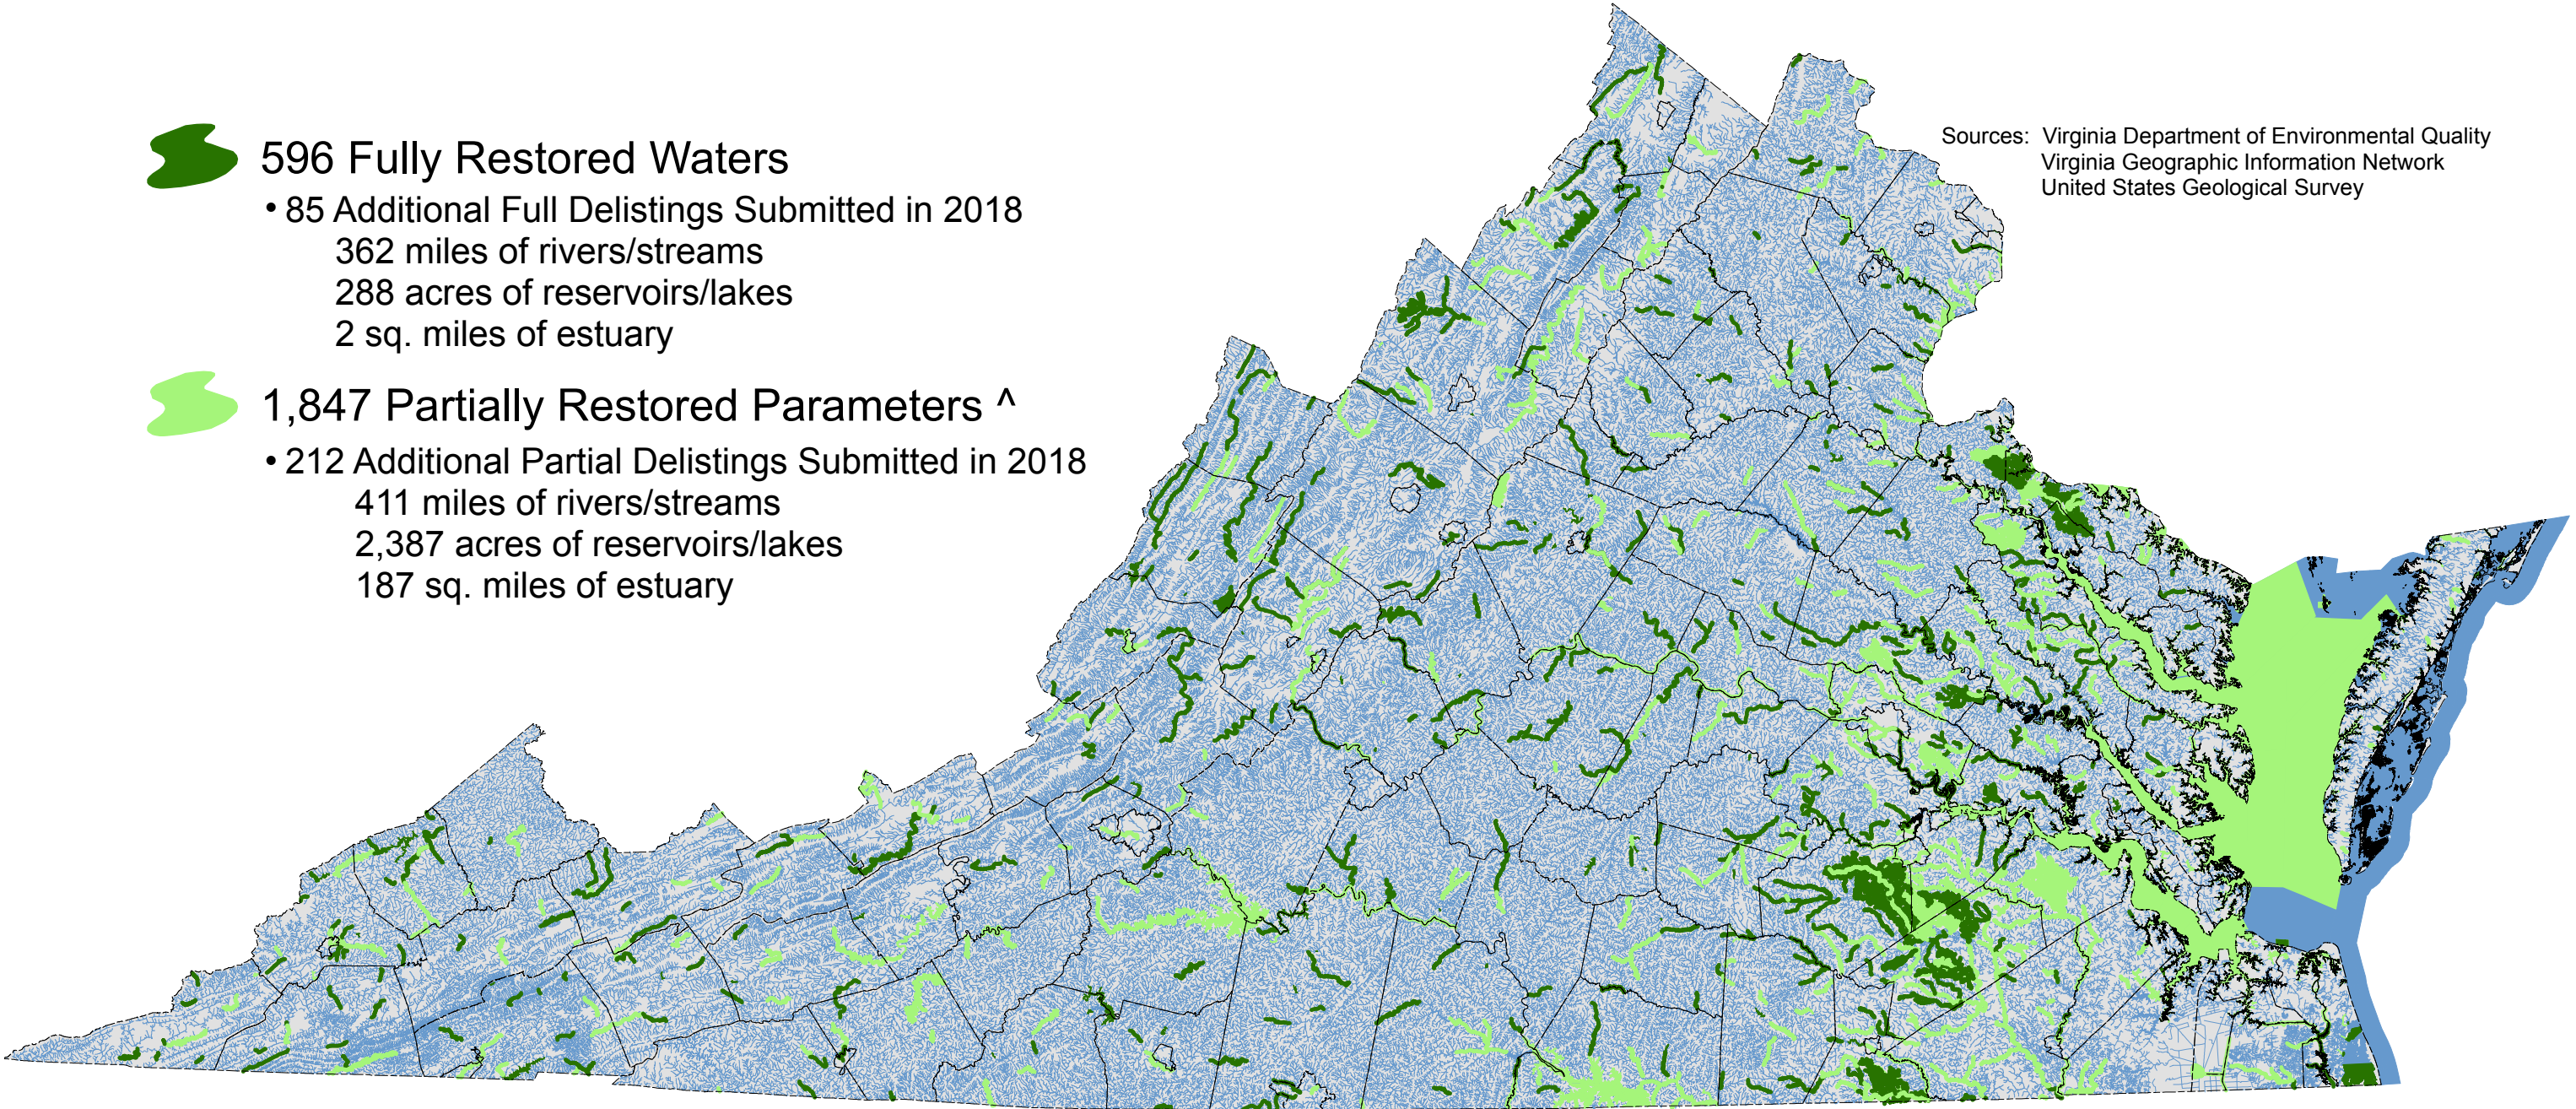 596 Fully Restored Waters
• 85 Additional Full Delistings Submitted in 2018
362 miles of rivers/streams
288 acres of reservoirs/lakes
2 sq. miles of estuary
1,847 Partially Restored Parameters ^
• 212 Additional Partial Delistings Submitted in 2018
411 miles of rivers/streams
2,387 acres of reservoirs/lakes
187 sq. miles of estuary
Sources: Virginia Department of Environmental Quality
Virginia Geographic Information Network
United States Geological Survey